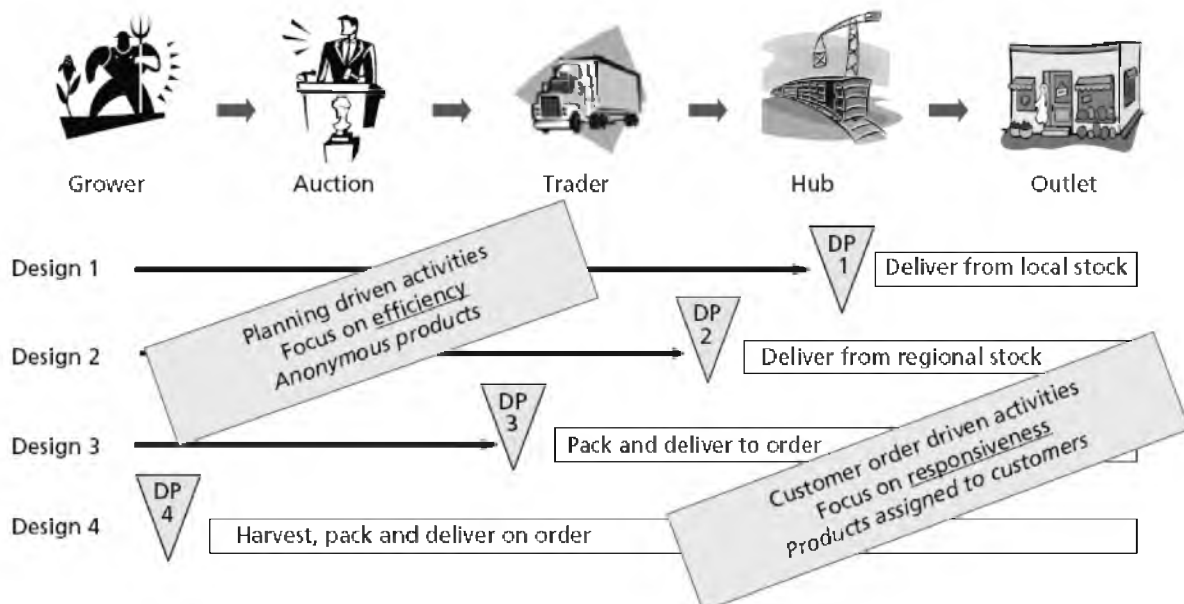 Grower
Auction
Trader
Hub
Outlet
Design 1
DP
1
Deliver from local stock
Planning driven activities
Focus on efficiency
Anonymous products
Design 2
DP
2
Deliver from regional stock
Design 3
DP
3
Pack and deliver to order
Customer order driven activities
Focus on responsiveness
Products assigned to customers
Design 4
DP
4
Harvest, pack and deliver on order